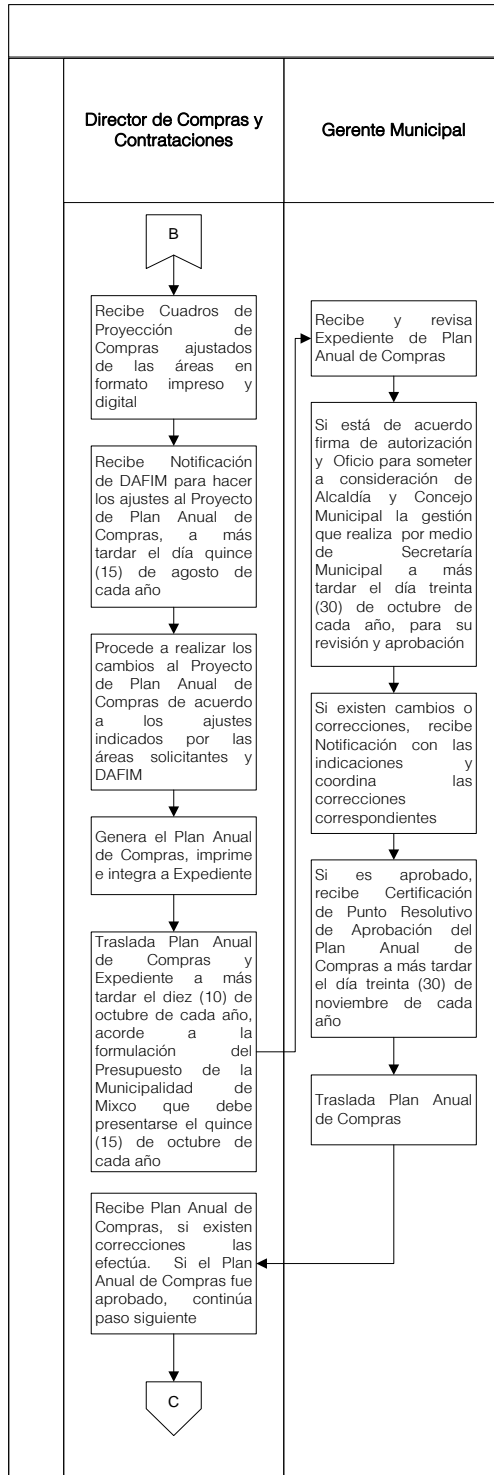 Director de Compras y
Contrataciones
Gerente Municipal
B
Recibe Cuadros de
Proyección de
Compras ajustados
de las áreas en
formato impreso y
digital
Recibe Notificación
de DAFIM para hacer
los ajustes al Proyecto
de Plan Anual de
Compras, a más
tardar el día quince
(15) de agosto de
cada año
Procede a realizar los
cambios al Proyecto
de Plan Anual de
Compras de acuerdo
a los ajustes
indicados por las
áreas solicitantes y
DAFIM
Genera el Plan Anual
de Compras, imprime
e integra a Expediente
Traslada Plan Anual
de Compras y
Expediente a más
tardar el diez (10) de
octubre de cada año,
acorde a la
formulación del
Presupuesto de la
Municipalidad de
Mixco que debe
presentarse el quince
(15) de octubre de
cada año
Recibe y revisa
Expediente de Plan
Anual de Compras
Si está de acuerdo
firma de autorización
y Oficio para someter
a consideración de
Alcaldía y Concejo
Municipal la gestión
que realiza por medio
de Secretaría
Municipal a más
tardar el día treinta
(30) de octubre de
cada año, para su
revisión y aprobación
Si existen cambios o
correcciones, recibe
Notificación con las
indicaciones y
coordina las
correcciones
correspondientes
Si es aprobado,
recibe Certificación
de Punto Resolutivo
de Aprobación del
Plan Anual de
Compras a más tardar
el día treinta (30) de
noviembre de cada
año
Traslada Plan Anual
de Compras
Recibe Plan Anual de
Compras, si existen
correcciones las
efectúa. Si el Plan
Anual de Compras fue
aprobado, continúa
paso siguiente
C